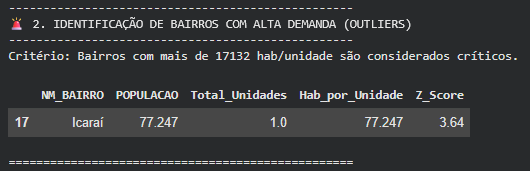 --------------------------------------------------
🚨 2. IDENTIFICAÇÃO DE BAIRROS COM ALTA DEMANDA (OUTLIERS)
--------------------------------------------------
Critério: Bairros com mais de 17132 hab/unidade são considerados críticos.
NM_BAIRRO POPULACAO Total_Unidades Hab_por_Unidade Z_Score
17 Icaraí 77.247 1.0 77.247 3.64
==================================================